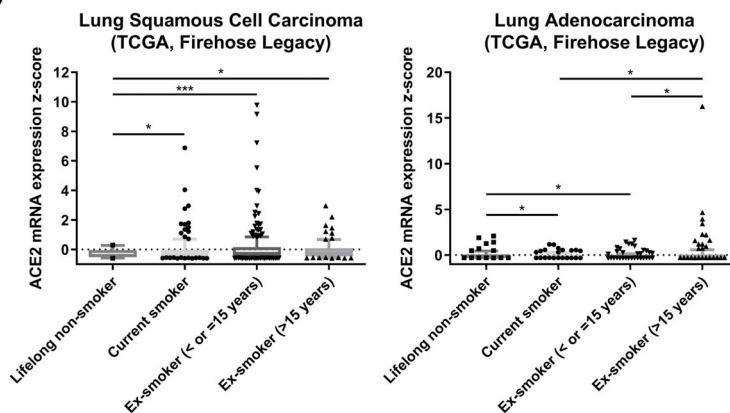 Lung Squamous Cell Carcinoma
(TCGA, Firehose Legacy)
ACE2 mRNA expression z-score
12
10
8
6
4
2
0
*
***
*
Lifelong non-smoker
Current smoker
Ex-smoker (< or =15 years)
Ex-smoker (>15 years)
Lung Adenocarcinoma
(TCGA, Firehose Legacy)
ACE2 mRNA expression z-score
20
15
10
5
0
*
*
*
*
Lifelong non-smoker
Current smoker
Ex-smoker (< or =15 years)
Ex-smoker (>15 years)